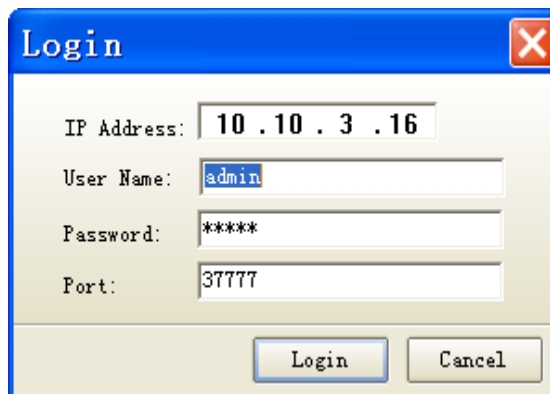 Login
IP Address: 10 .10 . 3 .16
User Name: admin
Password: *****
Port: 37777
Login Cancel